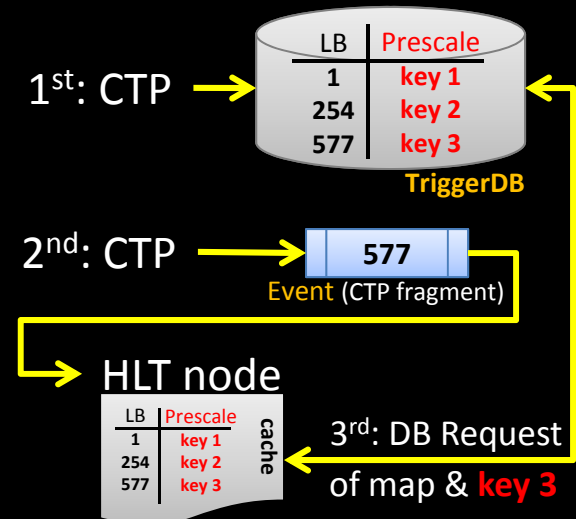 LB Prescale
1 key 1
254 key 2
577 key 3
1st: CTP
TriggerDB
2nd: CTP
577
Event (CTP fragment)
HLT node
LB Prescale
1 key 1
254 key 2
577 key 3
cache
3rd: DB Request
of map & key 3